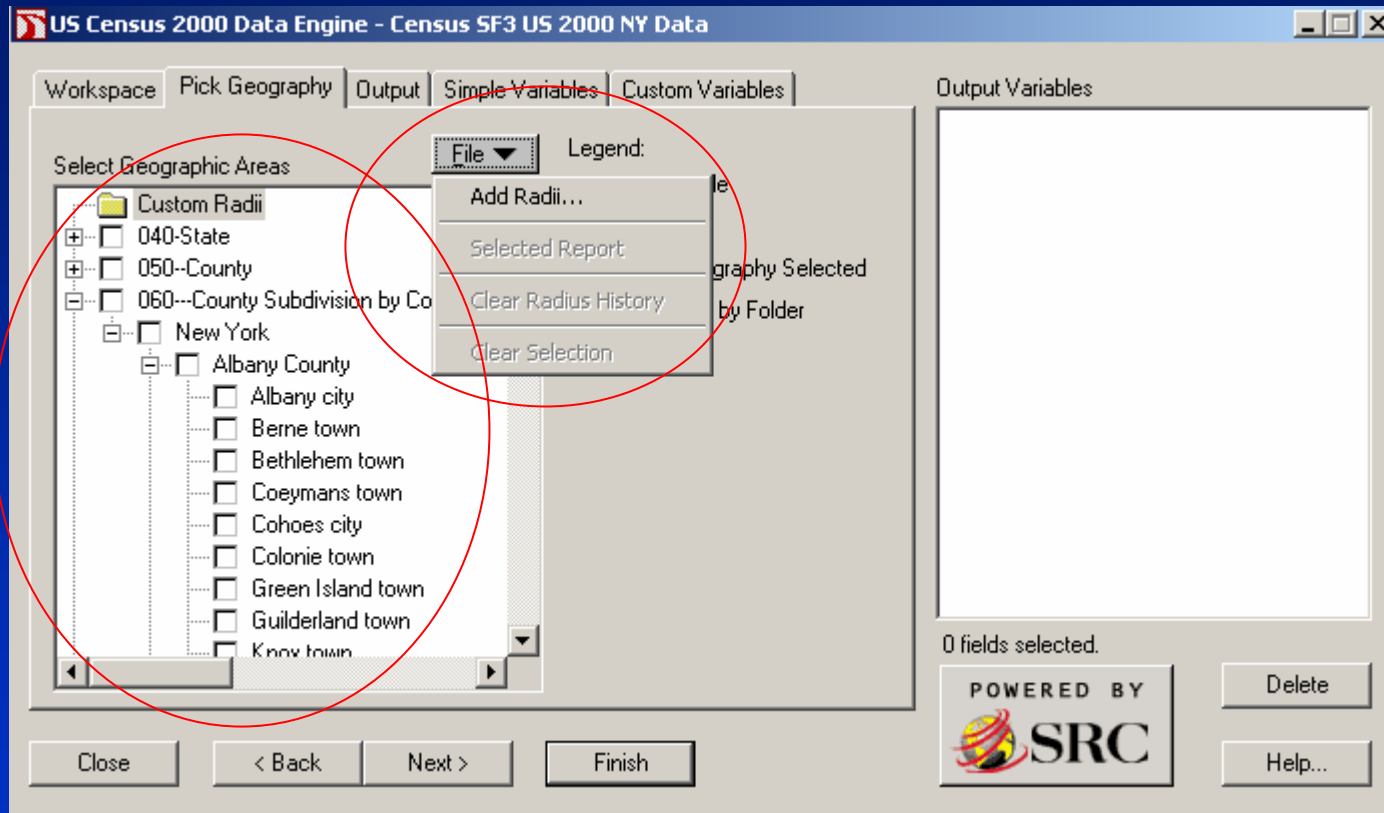 US Census 2000 Data Engine - Census SF3 US 2000 NY Data
Workspace
Pick Geography
Output
Simple Variables
Custom Variables
Output Variables
Select Geographic Areas
File
Legend:
Custom Radii
040-State
050--County
060---County Subdivision by Co
New York
Albany County
Albany city
Berne town
Bethlehem town
Coeymans town
Cohoes city
Colonie town
Green Island town
Guilderland town
Knox town
Add Radii...
Selected Report
Clear Radius History
Clear Selection
le
graphy Selected
by Folder
0 fields selected.
POWERED BY
SRC
Delete
Close
< Back
Next >
Finish
Help...